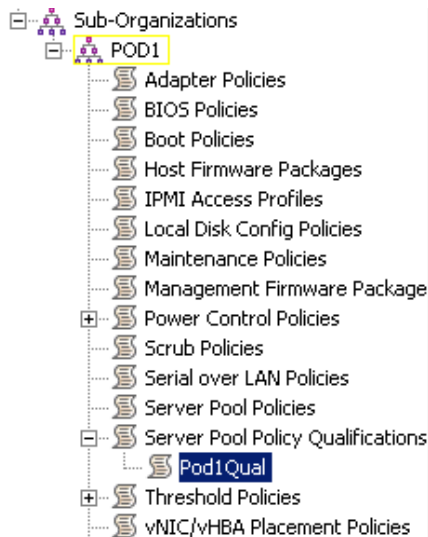 Sub-Organizations
POD1
Adapter Policies
BIOS Policies
Boot Policies
Host Firmware Packages
IPMI Access Profiles
Local Disk Config Policies
Maintenance Policies
Management Firmware Package
Power Control Policies
Scrub Policies
Serial over LAN Policies
Server Pool Policies
Server Pool Policy Qualifications
Pod1Qual
Threshold Policies
vNIC/vHBA Placement Policies